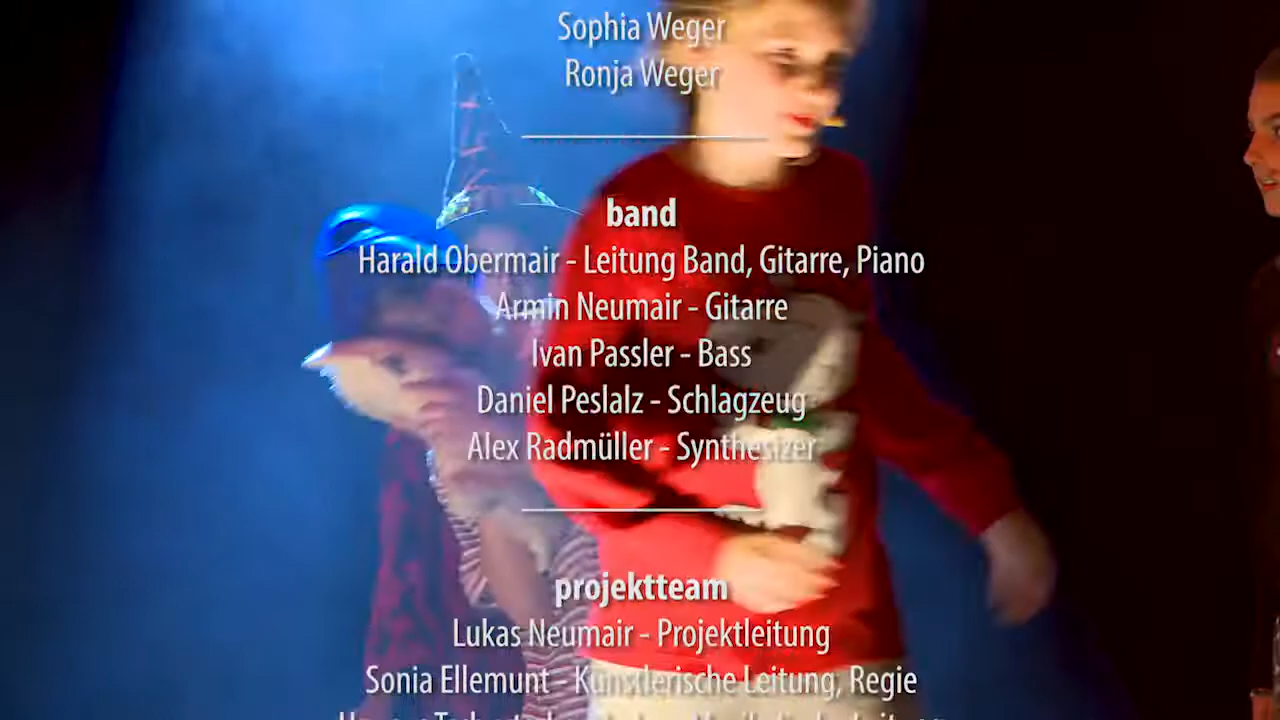 Sophia Weger
Ronja Weger
band
Harald Obermair - Leitung Band, Gitarre, Piano
Armin Neumair - Gitarre
Ivan Passler - Bass
Daniel Peslalz - Schlagzeug
Alex Radmüller - Synthesizer
projektteam
Lukas Neumair - Projektleitung
Sonia Ellemunt - Künstlerische Leitung, Regie